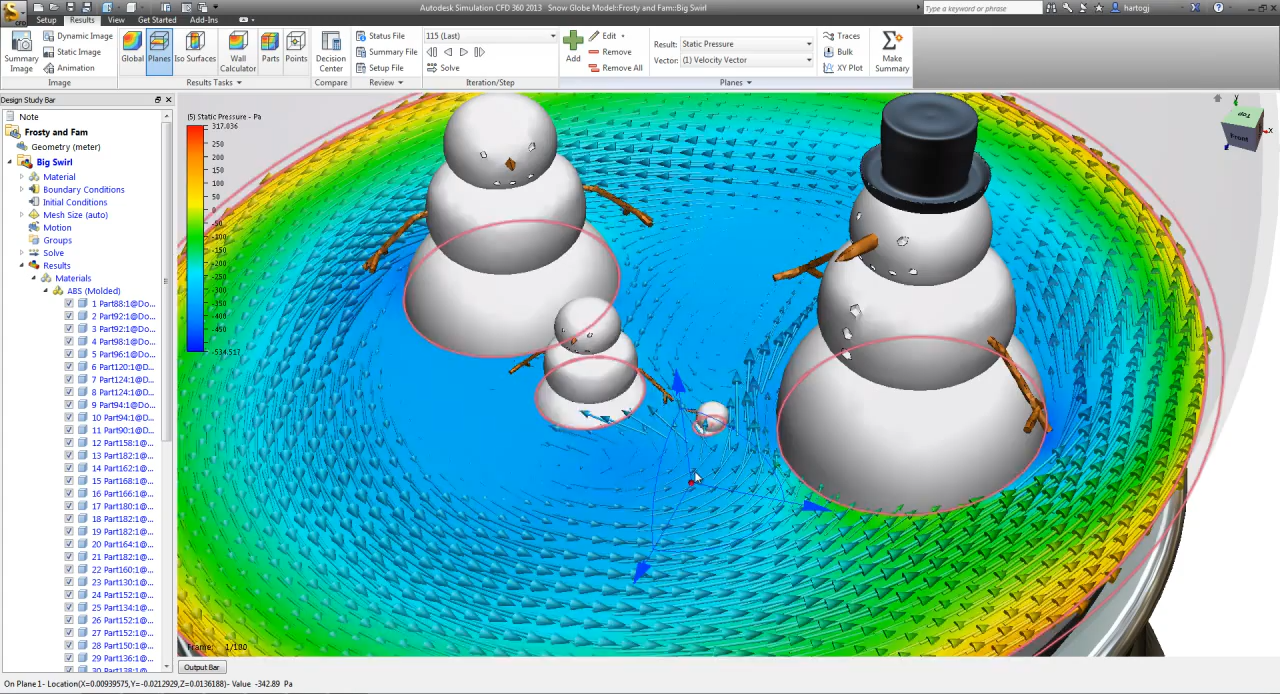 Autodesk Simulation CFD 360 2013 Snow Globe Model::Frosty and Fam::Big Swirl
Type a keyword or phrase
hartogj
CFD
Setup Results View Get Started Add-Ins
Summary Image
Dynamic Image
Static Image
Animation
Image
Global
Planes
Iso Surfaces
Wall Calculator
Parts
Points
Results Tasks
Decision Center
Compare
Status File
Summary File
Setup File
Review
115 (Last)
Solve
Iteration/Step
Add
Edit
Remove
Remove All
Result: Static Pressure
Vector: (1) Velocity Vector
Planes
Traces
Bulk
XY Plot
Make Summary
Design Study Bar
Note
Frosty and Fam
Geometry (meter)
Big Swirl
Material
Boundary Conditions
Initial Conditions
Mesh Size (auto)
Motion
Groups
Solve
Results
Materials
ABS (Molded)
1 Part88:1@Do...
2 Part92:1@Do...
3 Part92:1@Do...
4 Part98:1@Do...
5 Part96:1@Do...
6 Part120:1@D...
7 Part124:1@D...
8 Part124:1@D...
9 Part94:1@Do...
10 Part94:1@D...
11 Part90:1@D...
12 Part158:1@...
13 Part182:1@...
14 Part162:1@...
15 Part168:1@...
16 Part166:1@...
17 Part180:1@...
18 Part182:1@...
19 Part182:1@...
20 Part164:1@...
21 Part182:1@...
22 Part160:1@...
23 Part130:1@...
24 Part152:1@...
25 Part134:1@...
26 Part152:1@...
27 Part152:1@...
28 Part150:1@...
29 Part136:1@...
30 Part138:1@...
(5) Static Pressure - Pa
317.036
250
200
150
100
50
0
-50
-100
-150
-200
-250
-300
-350
-400
-450
-534.517
Top
Front
Y
X
Frame: 1/100
Output Bar
On Plane 1- Location(X=0.00939575,Y=-0.0212929,Z=0.0136188)- Value -342.89 Pa